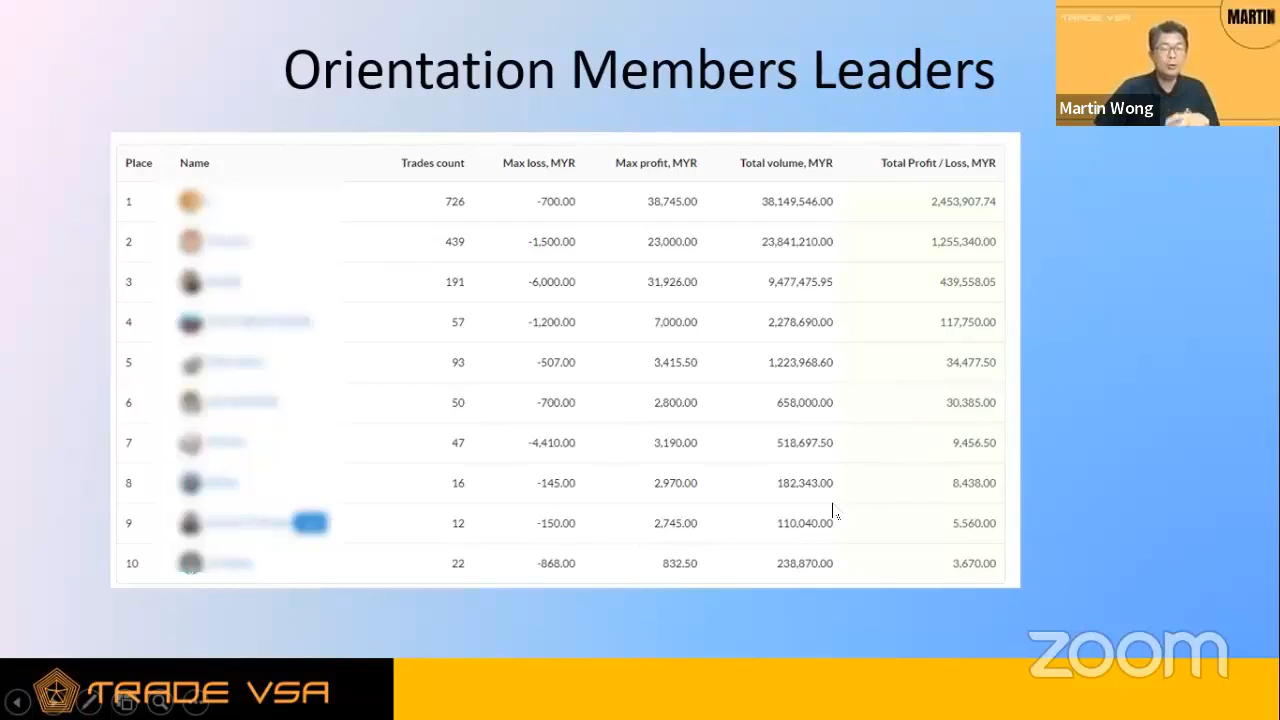 Orientation Members Leaders
TRADE VSA
MARTIN
Martin Wong
Place Name Trades count Max loss, MYR Max profit, MYR Total volume, MYR Total Profit / Loss, MYR
1 726 -700.00 38,745.00 38,149,546.00 2,453,907.74
2 439 -1,500.00 23,000.00 23,841,210.00 1,255,340.00
3 191 -6,000.00 31,926.00 9,477,475.95 439,558.05
4 57 -1,200.00 7,000.00 2,278,690.00 117,750.00
5 93 -507.00 3,415.50 1,223,968.60 34,477.50
6 50 -700.00 2,800.00 658,000.00 30,385.00
7 47 -4,410.00 3,190.00 518,697.50 9,456.50
8 16 -145.00 2,970.00 182,343.00 8,438.00
9 12 -150.00 2,745.00 110,040.00 5,560.00
10 22 -868.00 832.50 238,870.00 3,670.00
zoom
TRADE VSA